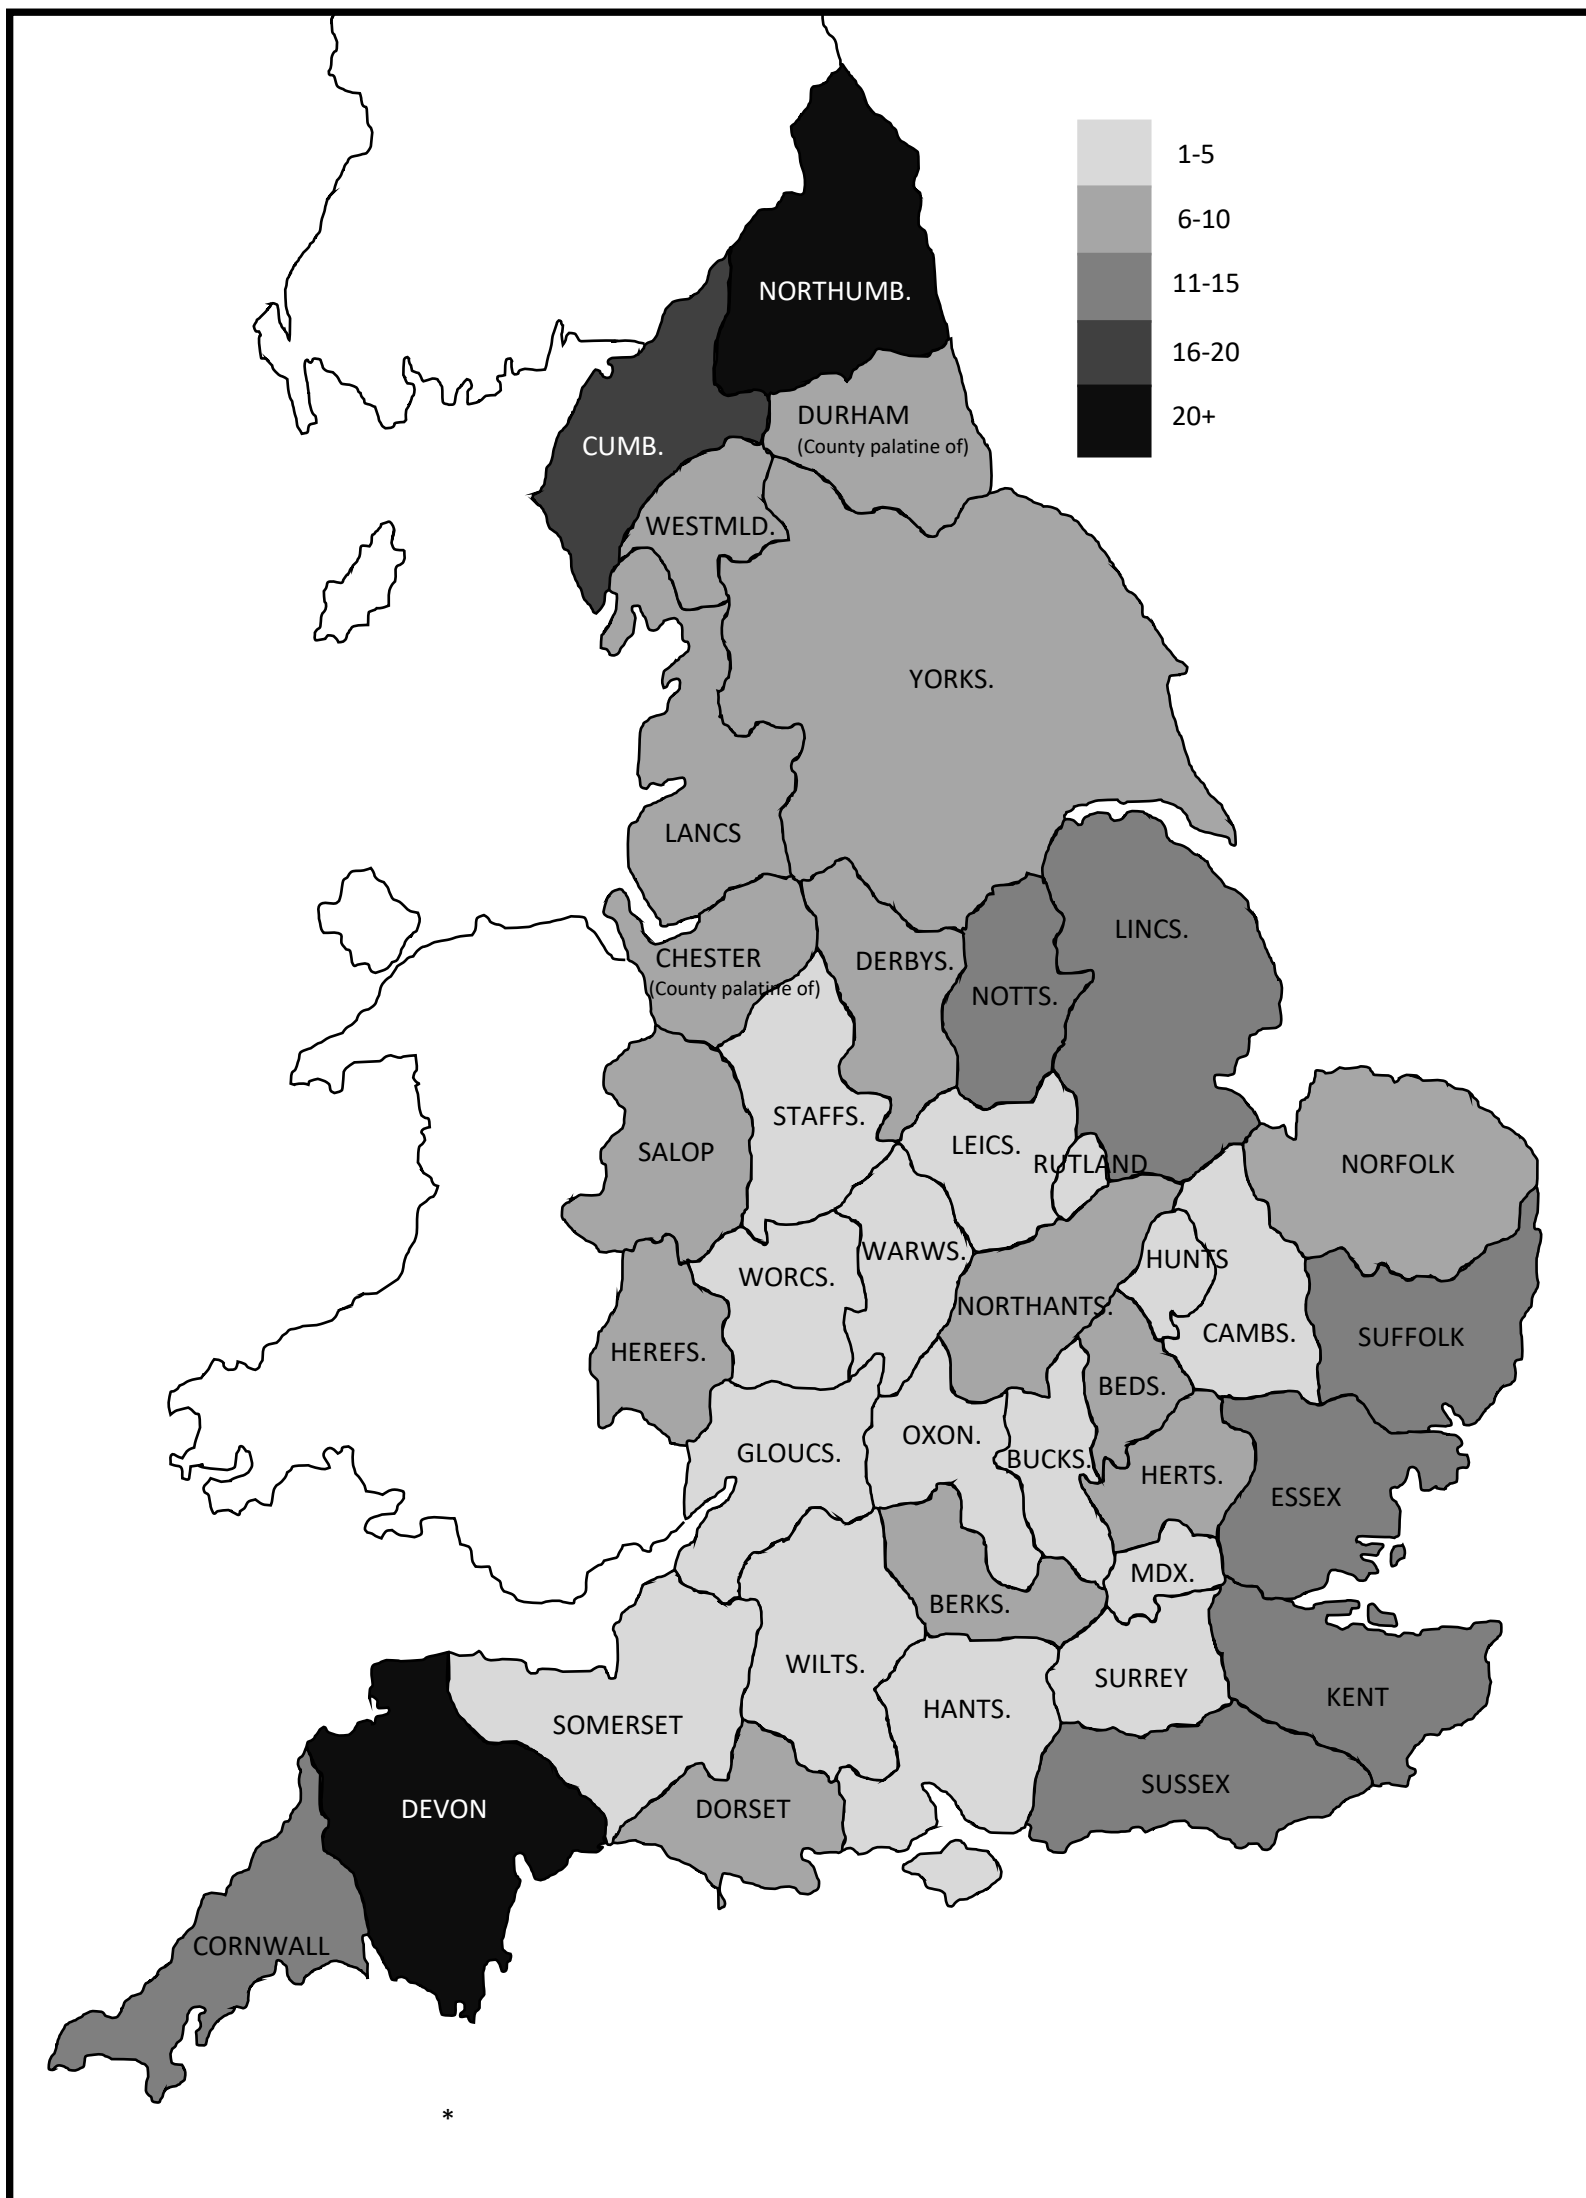 1-5
6-10
11-15
16-20
20+
NORTHUMB.
DURHAM
(County palatine of)
CUMB.
WESTMLD.
YORKS.
LANCS
LINCS.
CHESTER
(County palatine of)
DERBYS.
NOTTS.
STAFFS.
LEICS.
SALOP
RUTLAND
NORFOLK
WARWS.
HUNTS
WORCS.
NORTHANTS.
CAMBS.
SUFFOLK
HEREFS.
BEDS.
OXON.
GLOUCS.
BUCKS.
HERTS.
ESSEX
MDX.
BERKS.
WILTS.
SURREY
KENT
HANTS.
SOMERSET
SUSSEX
DEVON
DORSET
CORNWALL
*